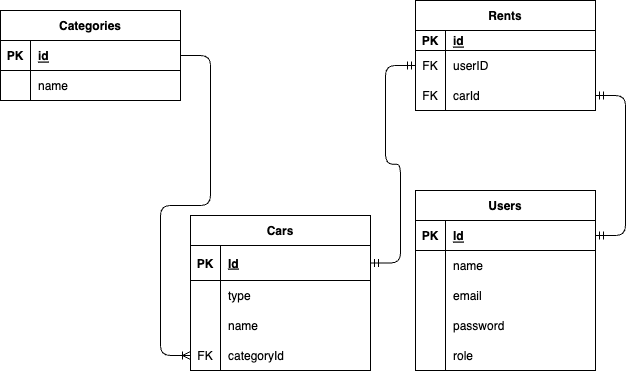 Categories
PK id
name
Rents
PK id
FK userID
FK carId
Cars
PK Id
type
name
FK categoryId
Users
PK Id
name
email
password
role